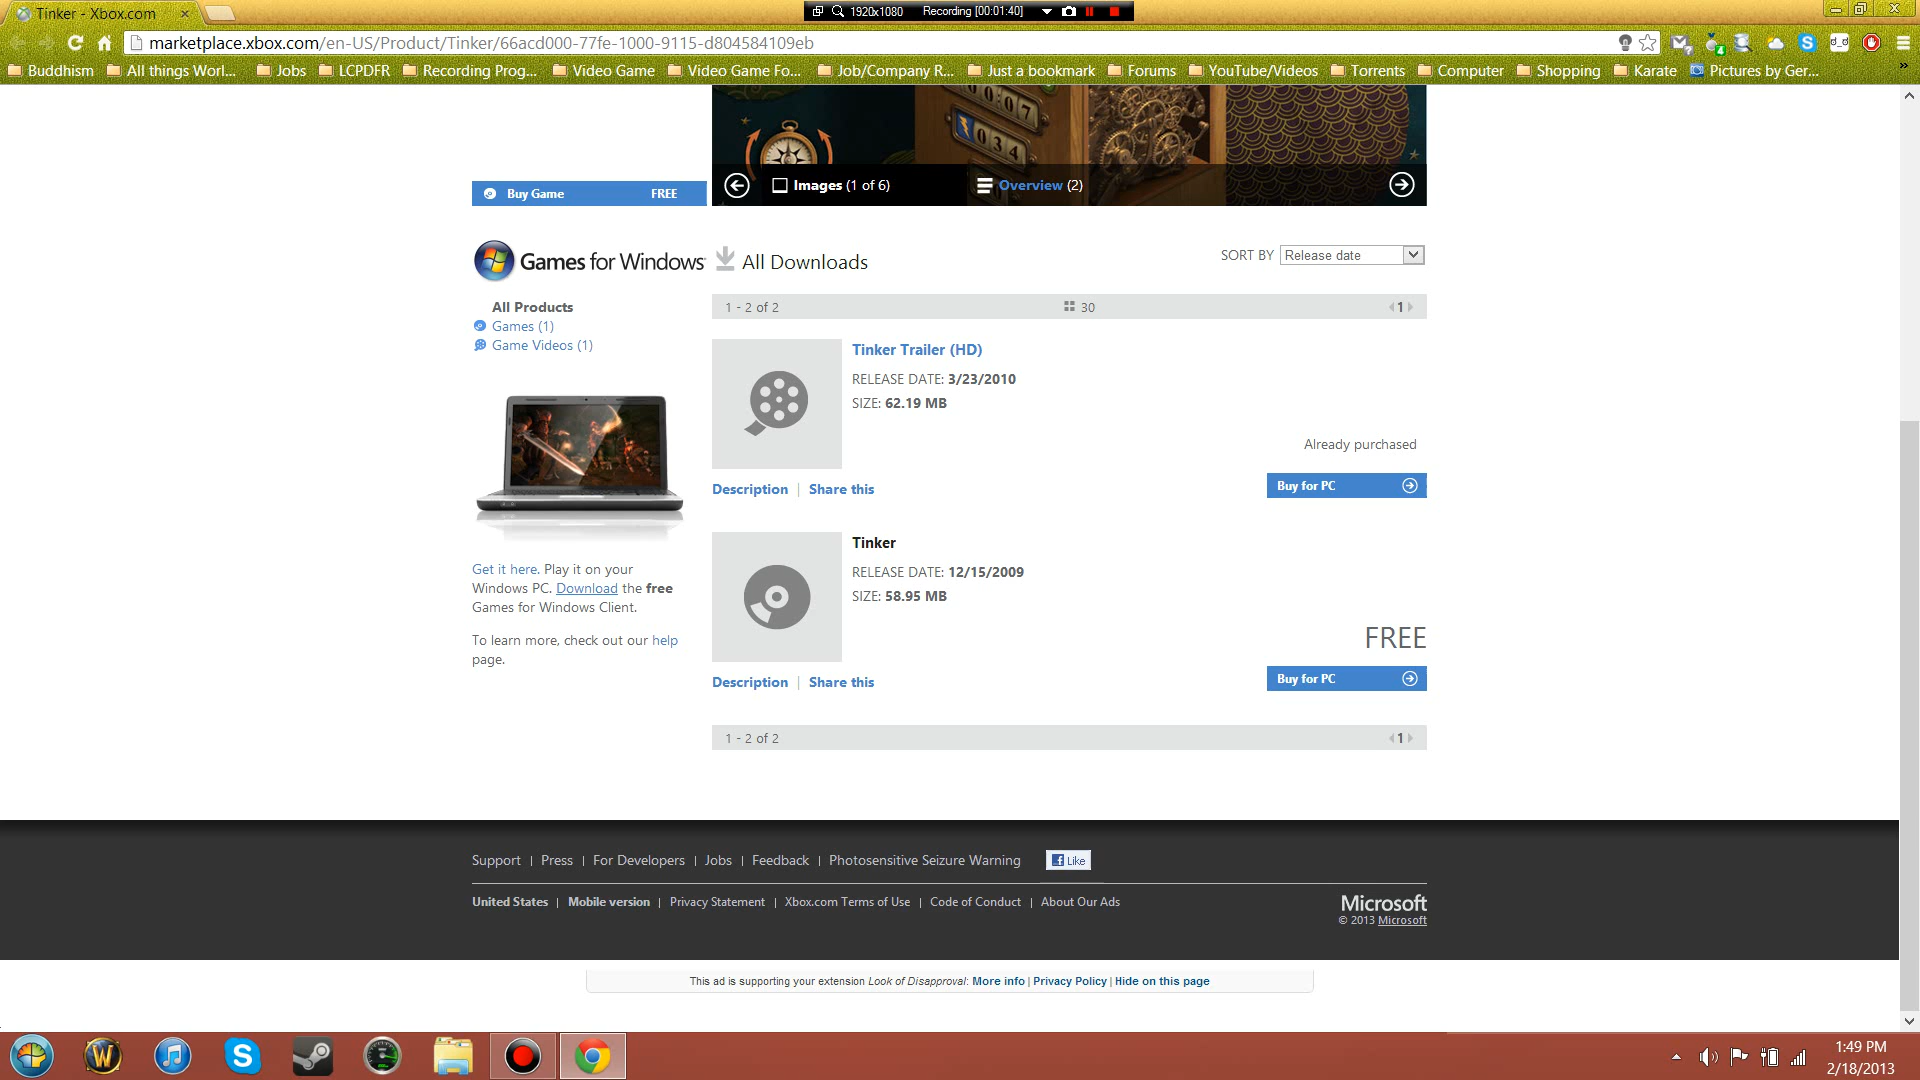 Tinker - Xbox.com
1920x1080 Recording [00:01:40]
marketplace.xbox.com/en-US/Product/Tinker/66acd000-77fe-1000-9115-d804584109eb
Buddhism All things Worl... Jobs LCPDFR Recording Prog... Video Game Video Game Fo... Job/Company R... Just a bookmark Forums YouTube/Videos Torrents Computer Shopping Karate Pictures by Ger... »
007
034
Images (1 of 6) Overview (2)
Buy Game FREE
Games for Windows
All Downloads
SORT BY Release date
All Products
Games (1)
Game Videos (1)
1 - 2 of 2 30 1
Tinker Trailer (HD)
RELEASE DATE: 3/23/2010
SIZE: 62.19 MB
Already purchased
Buy for PC
Description | Share this
Get it here. Play it on your
Windows PC. Download the free
Games for Windows Client.
To learn more, check out our help
page.
Tinker
RELEASE DATE: 12/15/2009
SIZE: 58.95 MB
FREE
Buy for PC
Description | Share this
1 - 2 of 2 1
Support | Press | For Developers | Jobs | Feedback | Photosensitive Seizure Warning Like
United States | Mobile version | Privacy Statement | Xbox.com Terms of Use | Code of Conduct | About Our Ads
Microsoft
© 2013 Microsoft
This ad is supporting your extension Look of Disapproval: More info | Privacy Policy | Hide on this page
1:49 PM
2/18/2013